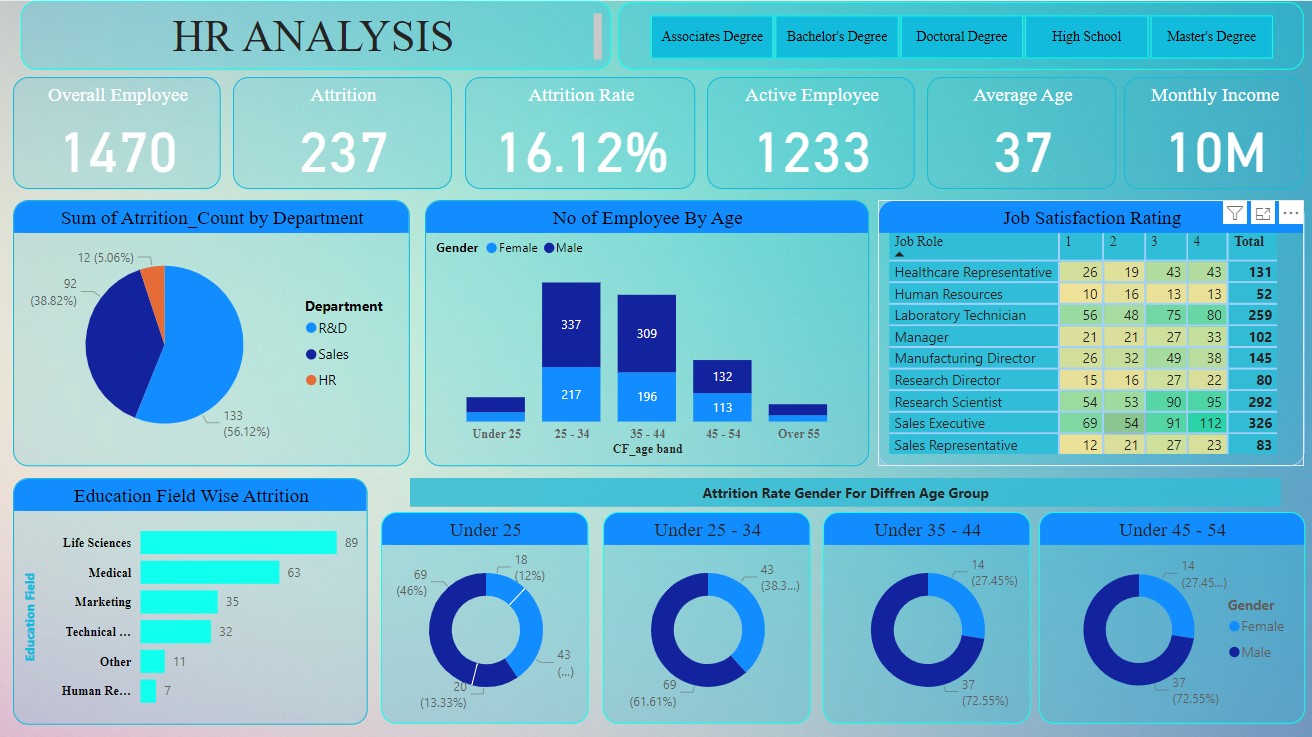 HR ANALYSIS
Associates Degree
Bachelor's Degree
Doctoral Degree
High School
Master's Degree
Overall Employee
1470
Attrition
237
Attrition Rate
16.12%
Active Employee
1233
Average Age
37
Monthly Income
10M
Sum of Atrrition_Count by Department
12 (5.06%)
92
(38.82%)
133
(56.12%)
Department
R&D
Sales
HR
No of Employee By Age
Gender Female Male
337
217
309
196
132
113
Under 25
25 - 34
35 - 44
45 - 54
Over 55
CF_age band
Job Satisfaction Rating
Job Role 1 2 3 4 Total
Healthcare Representative 26 19 43 43 131
Human Resources 10 16 13 13 52
Laboratory Technician 56 48 75 80 259
Manager 21 21 27 33 102
Manufacturing Director 26 32 49 38 145
Research Director 15 16 27 22 80
Research Scientist 54 53 90 95 292
Sales Executive 69 54 91 112 326
Sales Representative 12 21 27 23 83
Education Field Wise Attrition
Education Field
Life Sciences 89
Medical 63
Marketing 35
Technical ... 32
Other 11
Human Re... 7
Attrition Rate Gender For Diffren Age Group
Under 25
18
(12%)
69
(46%)
43
(...)
20
(13.33%)
Under 25 - 34
43
(38.3...)
69
(61.61%)
Under 35 - 44
14
(27.45%)
37
(72.55%)
Under 45 - 54
14
(27.45...)
37
(72.55%)
Gender
Female
Male